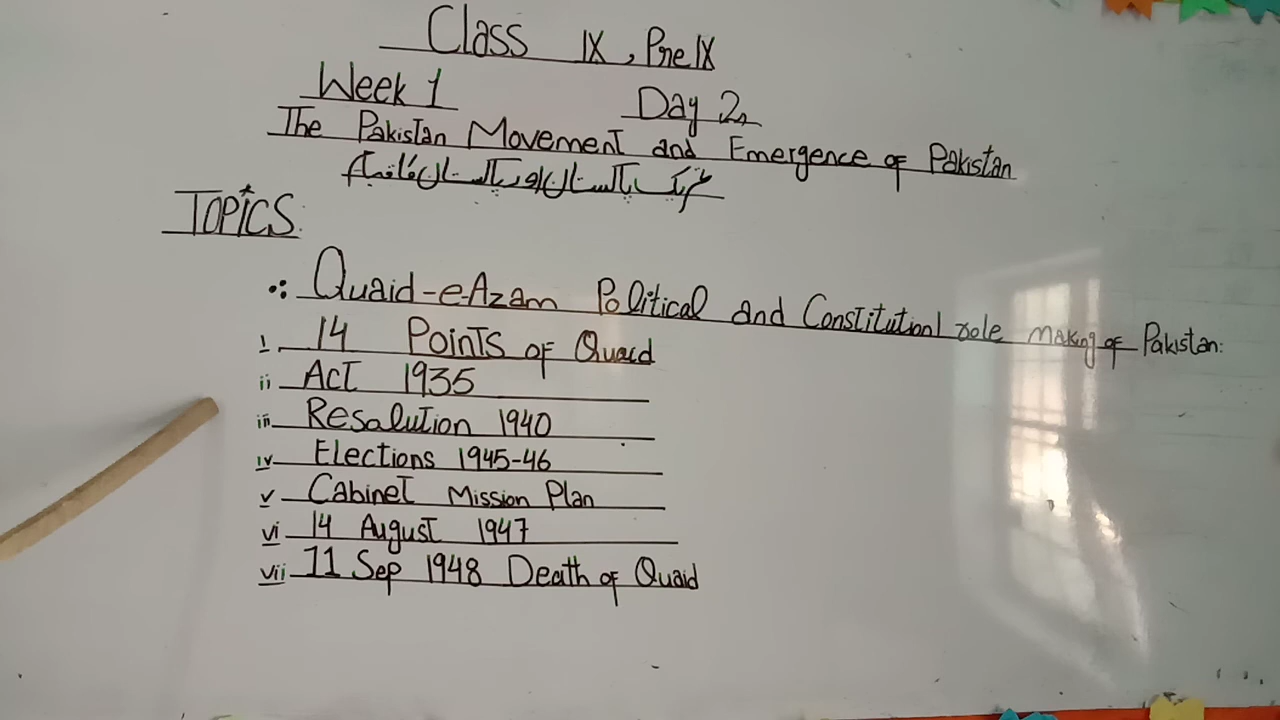 Class IX, Pre IX
Week 1 Day 2
The Pakistan Movement and Emergence of Pakistan
تحریک پاکستان اور پاکستان کا قیام
TOPICS:
Quaid-e-Azam Political and Constitutionl role Making of Pakistan:
i 14 Points of Quaid
ii Act 1935
iii Resalution 1940
iv Elections 1945-46
v Cabinet Mission Plan
vi 14 August 1947
vii 11 Sep 1948 Death of Quaid